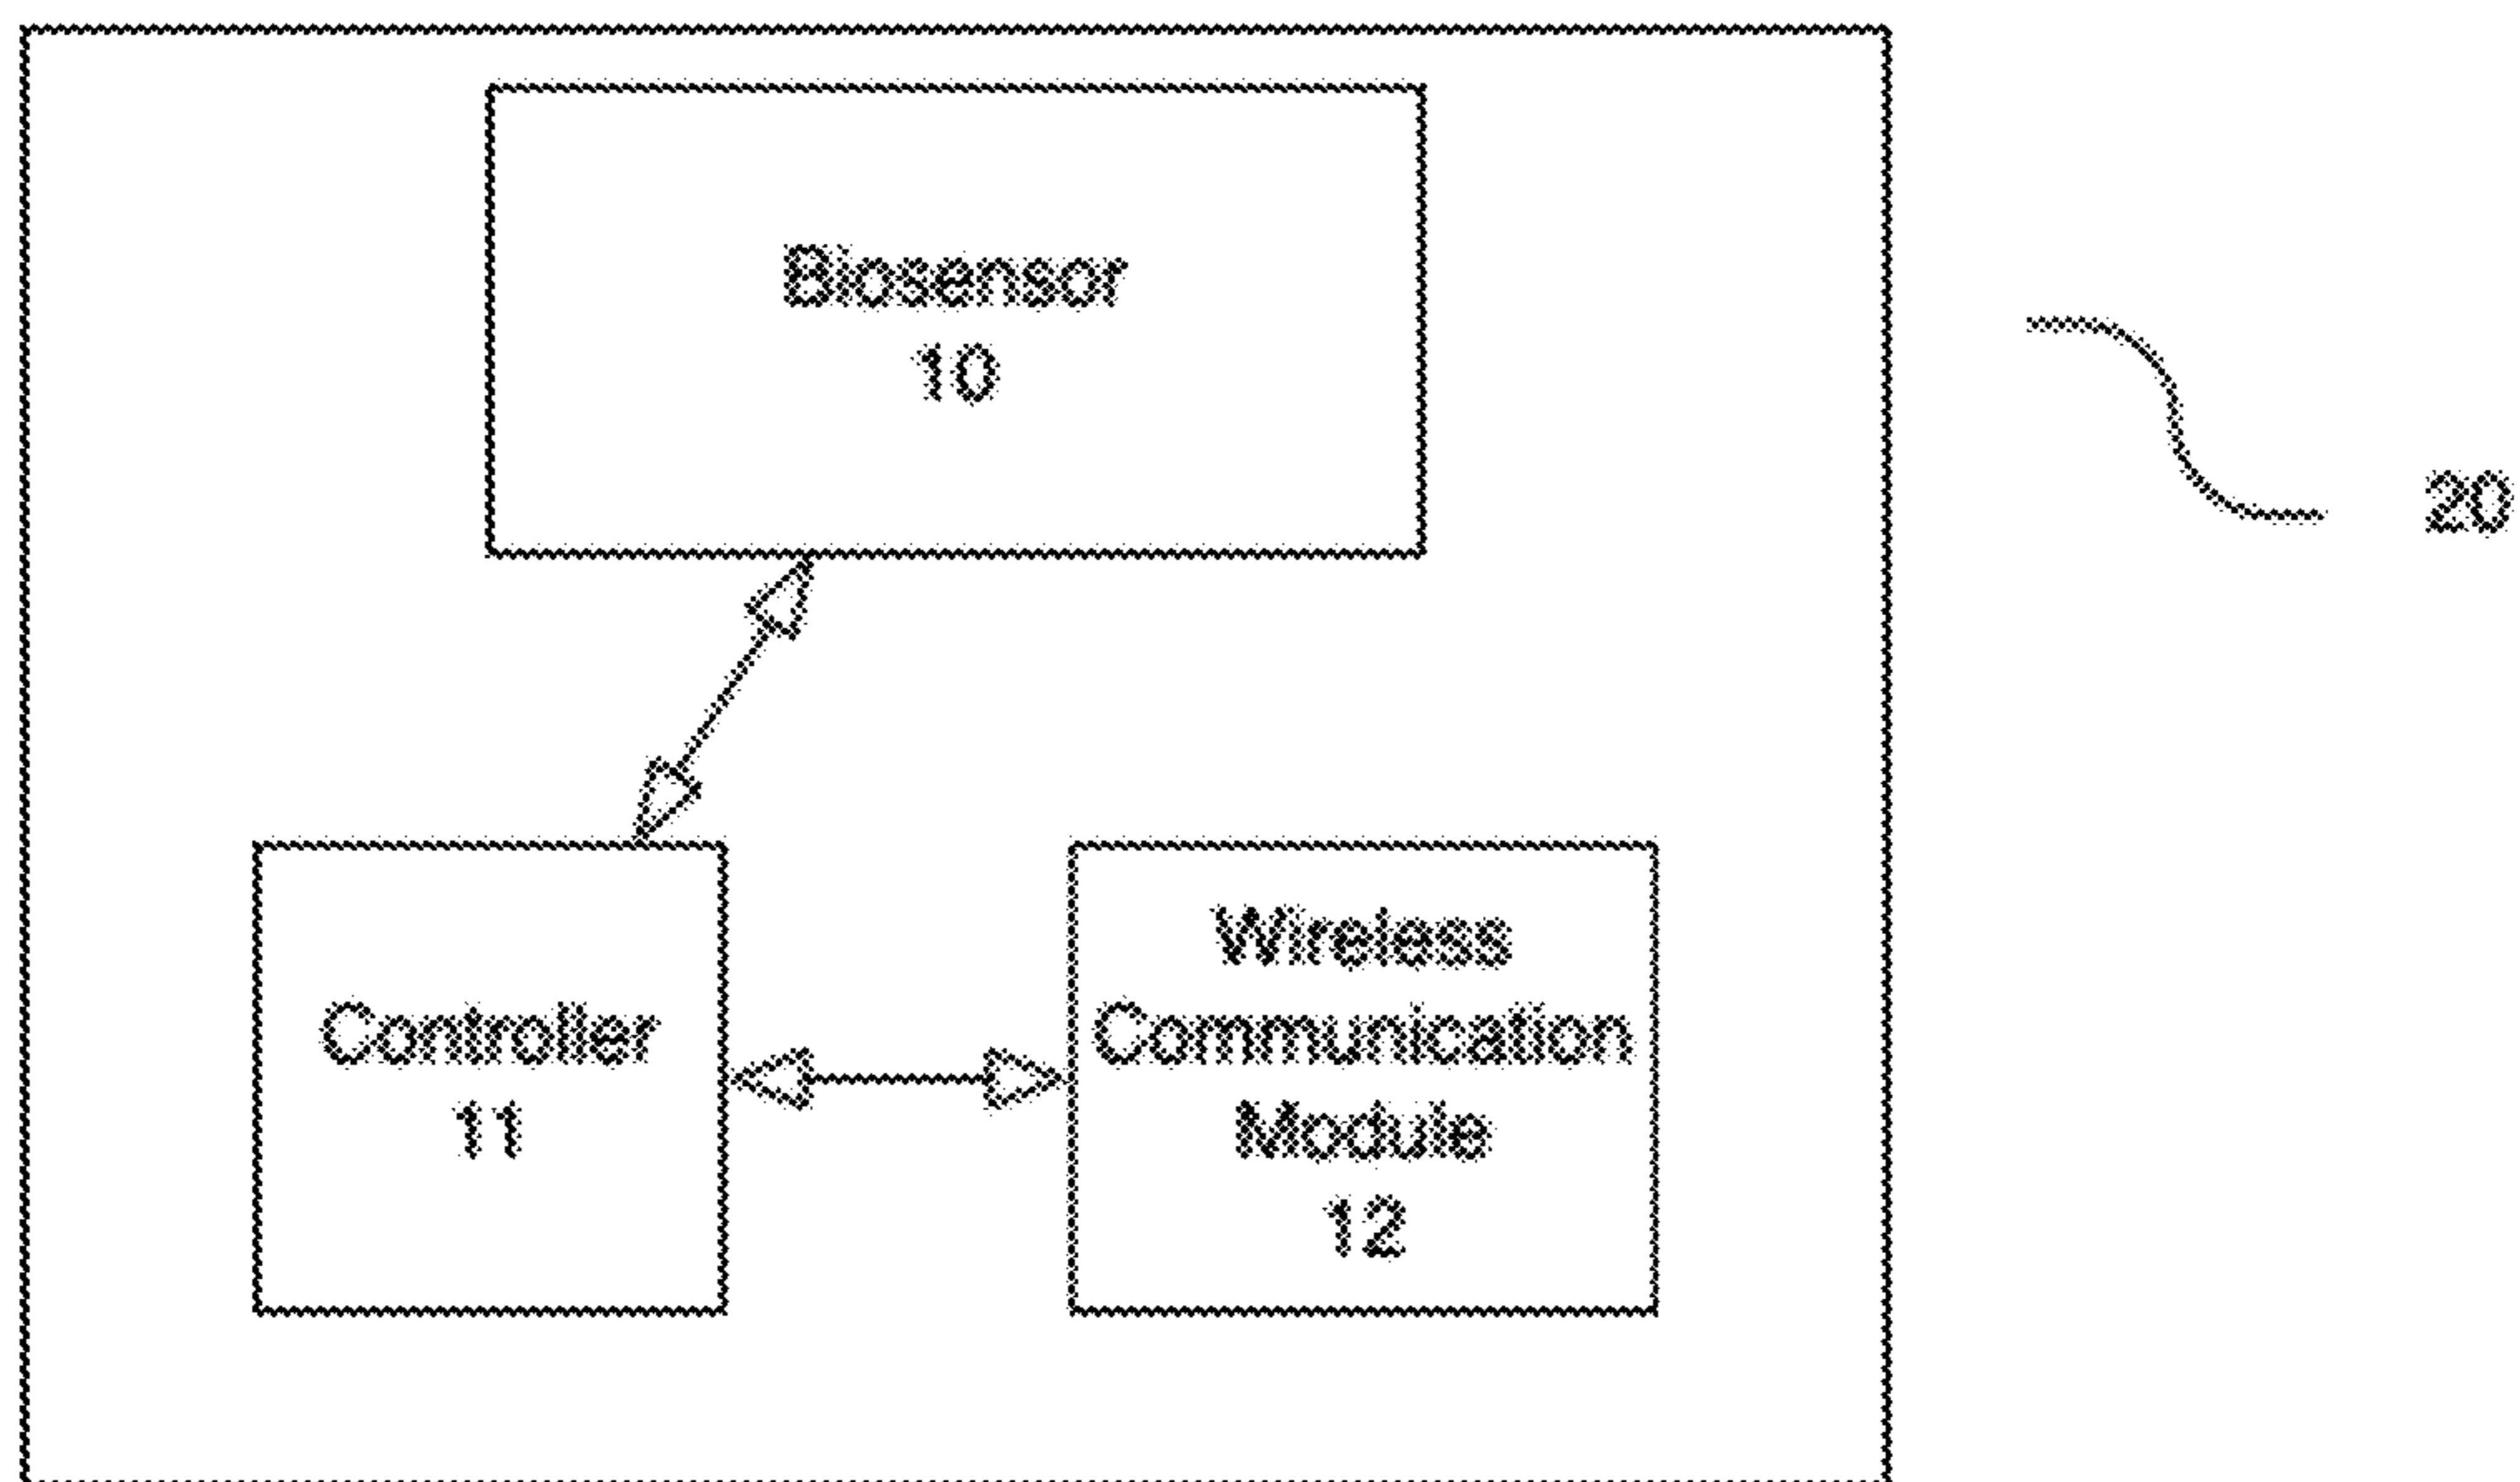 Biosensor
10
20
Controller
11
Wireless
Communication
Module
12